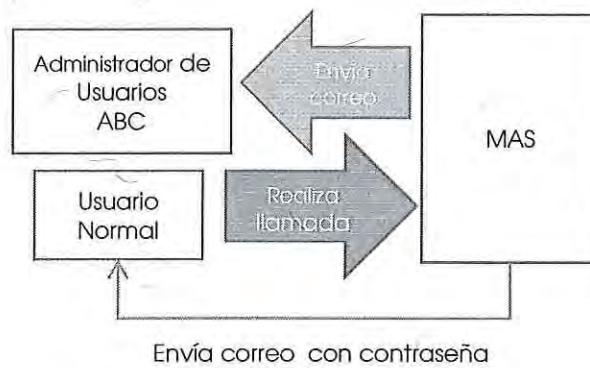 Administrador de
Usuarios
ABC
Envía
correo
MAS
Usuario
Normal
Realiza
llamada
Envía correo con contraseña